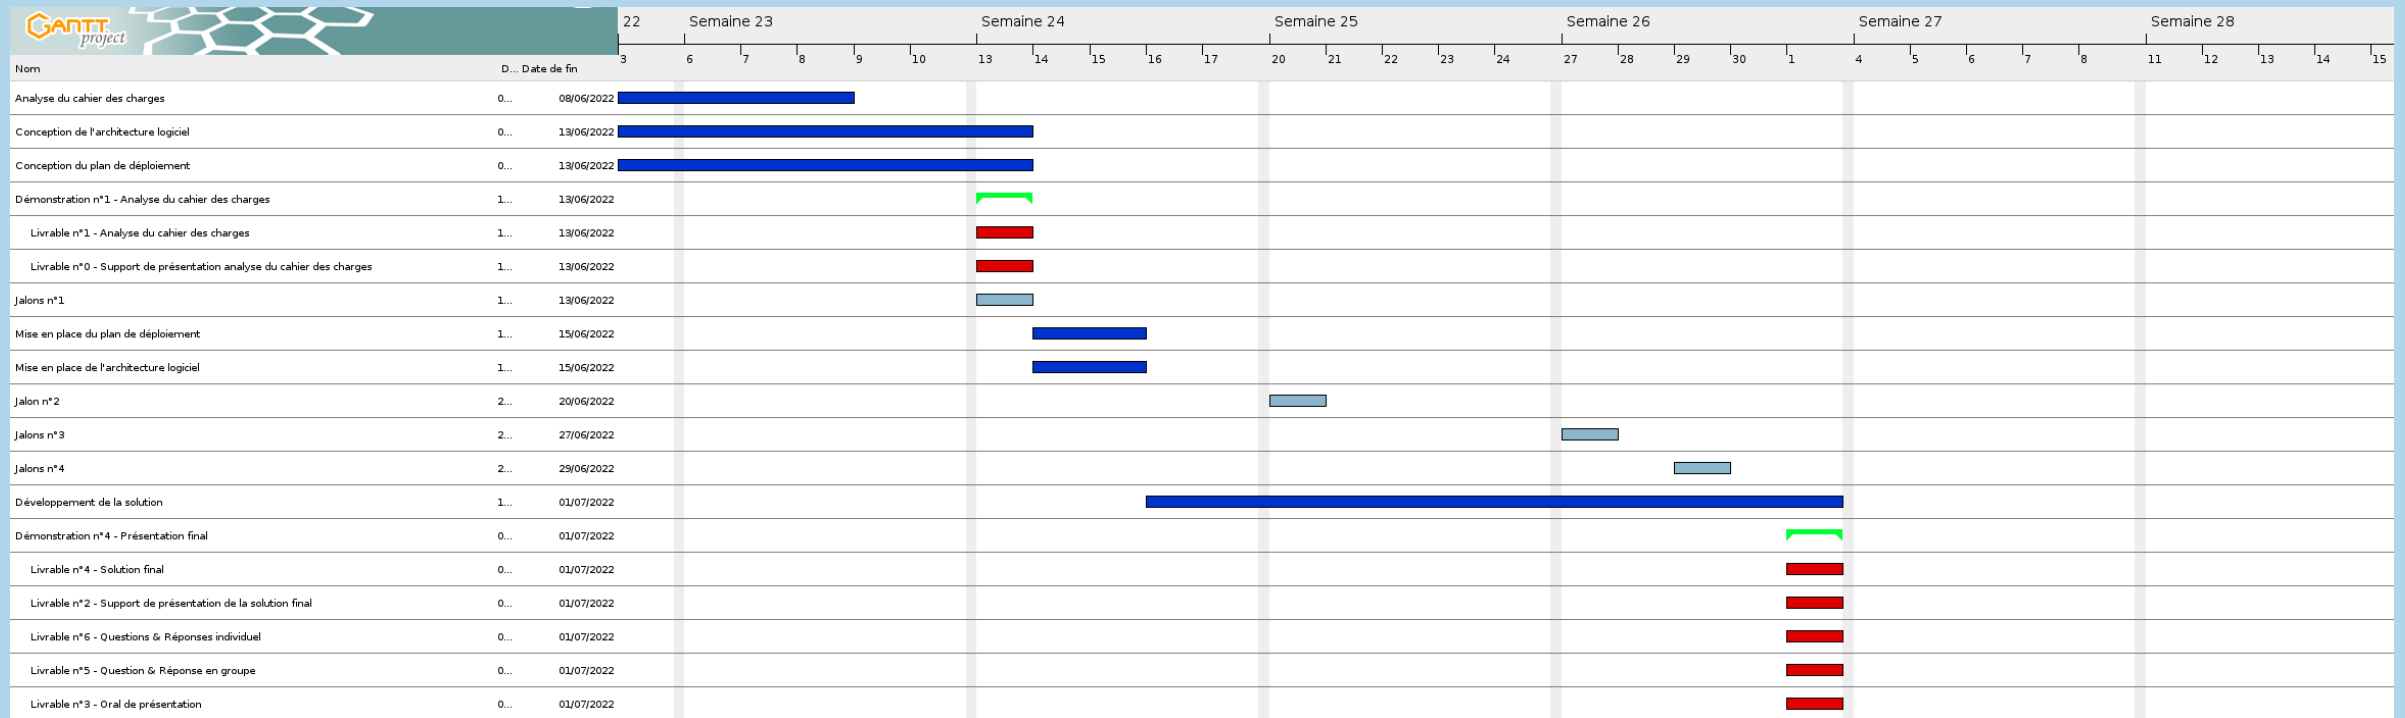 GANTT project
22 Semaine 23 Semaine 24 Semaine 25 Semaine 26 Semaine 27 Semaine 28
3 6 7 8 9 10 13 14 15 16 17 20 21 22 23 24 27 28 29 30 1 4 5 6 7 8 11 12 13 14 15
Nom D... Date de fin
Analyse du cahier des charges 0... 08/06/2022
Conception de l'architecture logiciel 0... 13/06/2022
Conception du plan de déploiement 0... 13/06/2022
Démonstration n°1 - Analyse du cahier des charges 1... 13/06/2022
Livrable n°1 - Analyse du cahier des charges 1... 13/06/2022
Livrable n°0 - Support de présentation analyse du cahier des charges 1... 13/06/2022
Jalons n°1 1... 13/06/2022
Mise en place du plan de déploiement 1... 15/06/2022
Mise en place de l'architecture logiciel 1... 15/06/2022
Jalon n°2 2... 20/06/2022
Jalons n°3 2... 27/06/2022
Jalons n°4 2... 29/06/2022
Développement de la solution 1... 01/07/2022
Démonstration n°4 - Présentation final 0... 01/07/2022
Livrable n°4 - Solution final 0... 01/07/2022
Livrable n°2 - Support de présentation de la solution final 0... 01/07/2022
Livrable n°6 - Questions & Réponses individuel 0... 01/07/2022
Livrable n°5 - Question & Réponse en groupe 0... 01/07/2022
Livrable n°3 - Oral de présentation 0... 01/07/2022